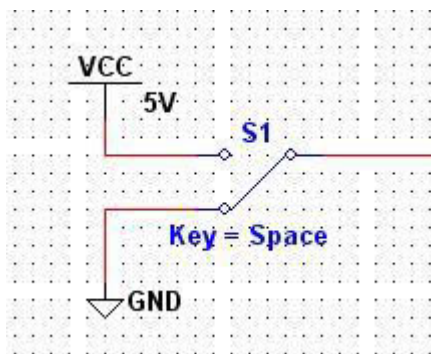 VCC
5V
S1
Key = Space
GND